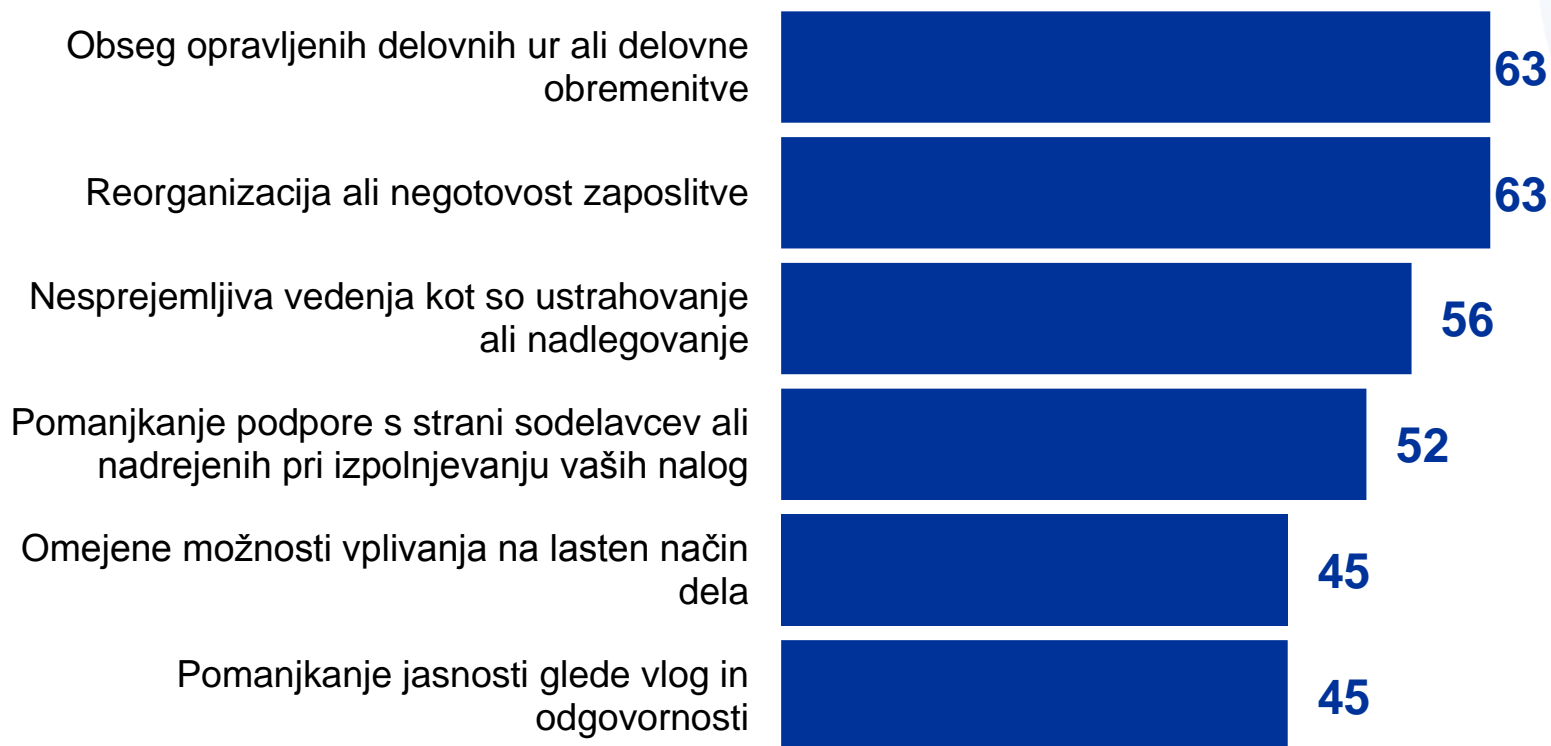 Obseg opravljenih delovnih ur ali delovne
obremenitve
63
Reorganizacija ali negotovost zaposlitve
63
Nesprejemljiva vedenja kot so ustrahovanje
ali nadlegovanje
56
Pomanjkanje podpore s strani sodelavcev ali
nadrejenih pri izpolnjevanju vaših nalog
52
Omejene možnosti vplivanja na lasten način
dela
45
Pomanjkanje jasnosti glede vlog in
odgovornosti
45